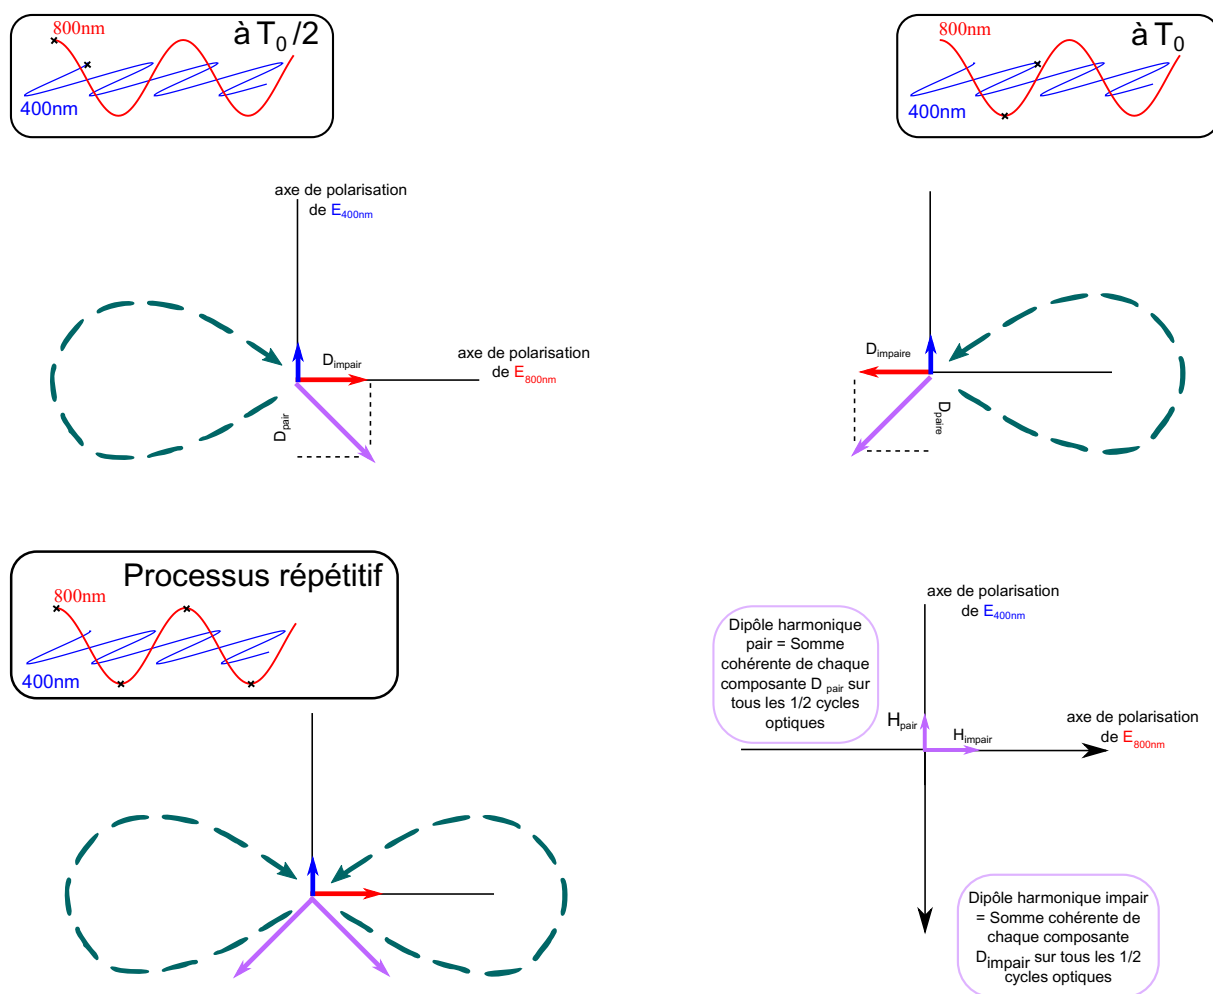 800nm
à T0/2
400nm
800nm
à T0
400nm
axe de polarisation
de E400nm
Dimpair
axe de polarisation
de E800nm
Dpair
Dimpaire
Dpaire
Processus répétitif
800nm
400nm
axe de polarisation
de E400nm
Dipôle harmonique
pair = Somme
cohérente de chaque
composante D pair sur
tous les 1/2 cycles
optiques
Hpair
Himpair
axe de polarisation
de E800nm
Dipôle harmonique impair
= Somme cohérente de
chaque composante
Dimpair sur tous les 1/2
cycles optiques